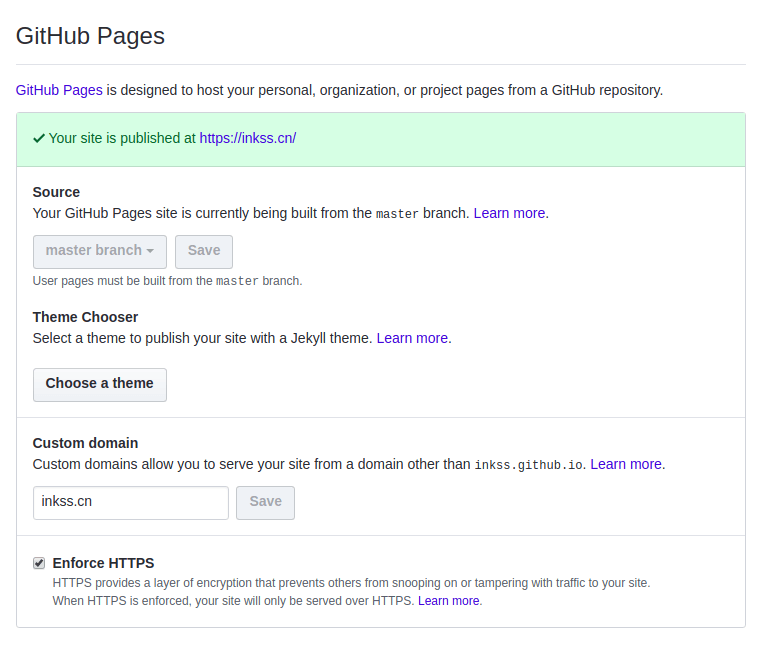 GitHub Pages
GitHub Pages is designed to host your personal, organization, or project pages from a GitHub repository.
Your site is published at https://inkss.cn/
Source
Your GitHub Pages site is currently being built from the master branch. Learn more.
master branch
Save
User pages must be built from the master branch.
Theme Chooser
Select a theme to publish your site with a Jekyll theme. Learn more.
Choose a theme
Custom domain
Custom domains allow you to serve your site from a domain other than inkss.github.io. Learn more.
inkss.cn
Save
Enforce HTTPS
HTTPS provides a layer of encryption that prevents others from snooping on or tampering with traffic to your site.
When HTTPS is enforced, your site will only be served over HTTPS. Learn more.